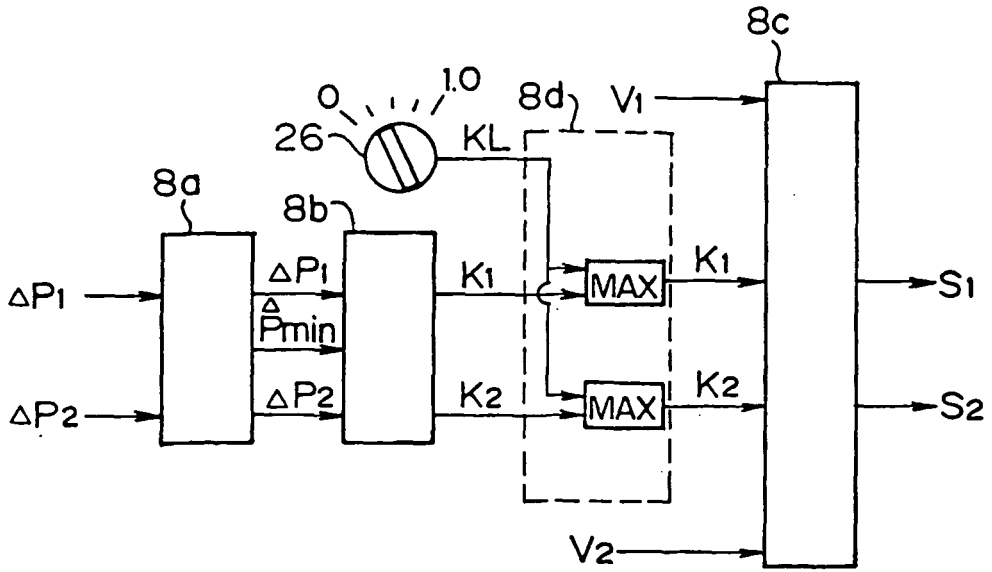 8c
0
1.0
8d
V1
26
KL
8a
8b
ΔP1
ΔP1
K1
MAX
K1
S1
ΔPmin
ΔP2
ΔP2
K2
MAX
K2
S2
V2